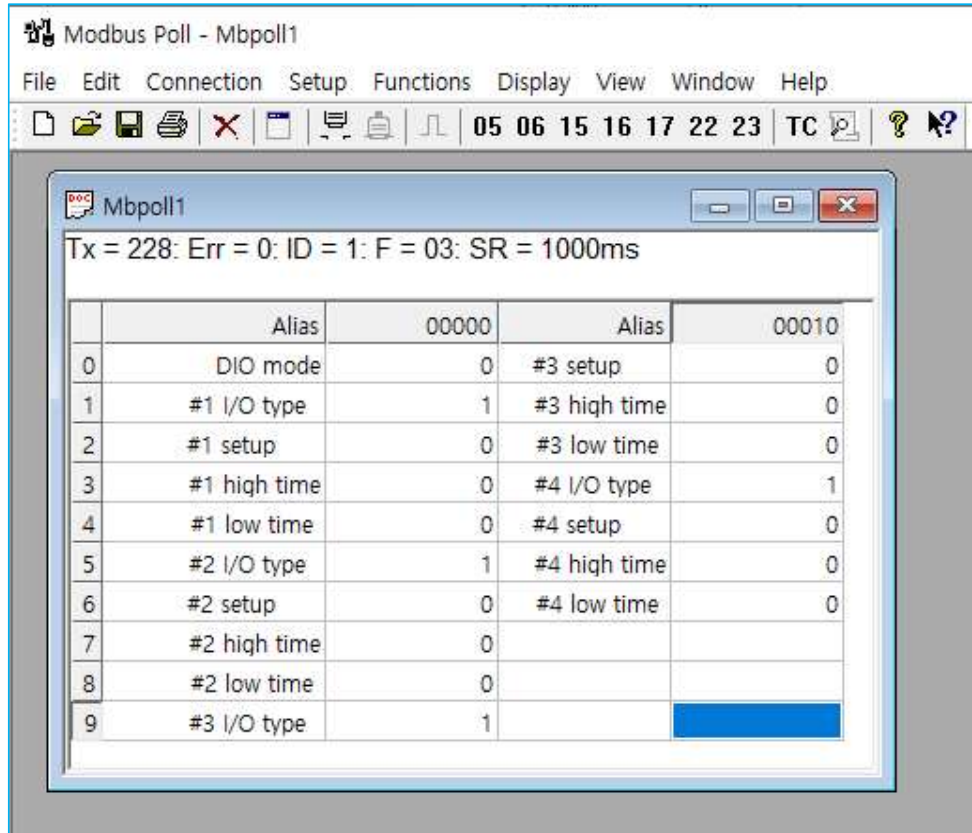 Modbus Poll - Mbpoll1
File Edit Connection Setup Functions Display View Window Help
05 06 15 16 17 22 23 TC
Mbpoll1
Tx = 228: Err = 0: ID = 1: F = 03: SR = 1000ms
Alias 00000 Alias 00010
0 DIO mode 0 #3 setup 0
1 #1 I/O type 1 #3 high time 0
2 #1 setup 0 #3 low time 0
3 #1 high time 0 #4 I/O type 1
4 #1 low time 0 #4 setup 0
5 #2 I/O type 1 #4 high time 0
6 #2 setup 0 #4 low time 0
7 #2 high time 0
8 #2 low time 0
9 #3 I/O type 1